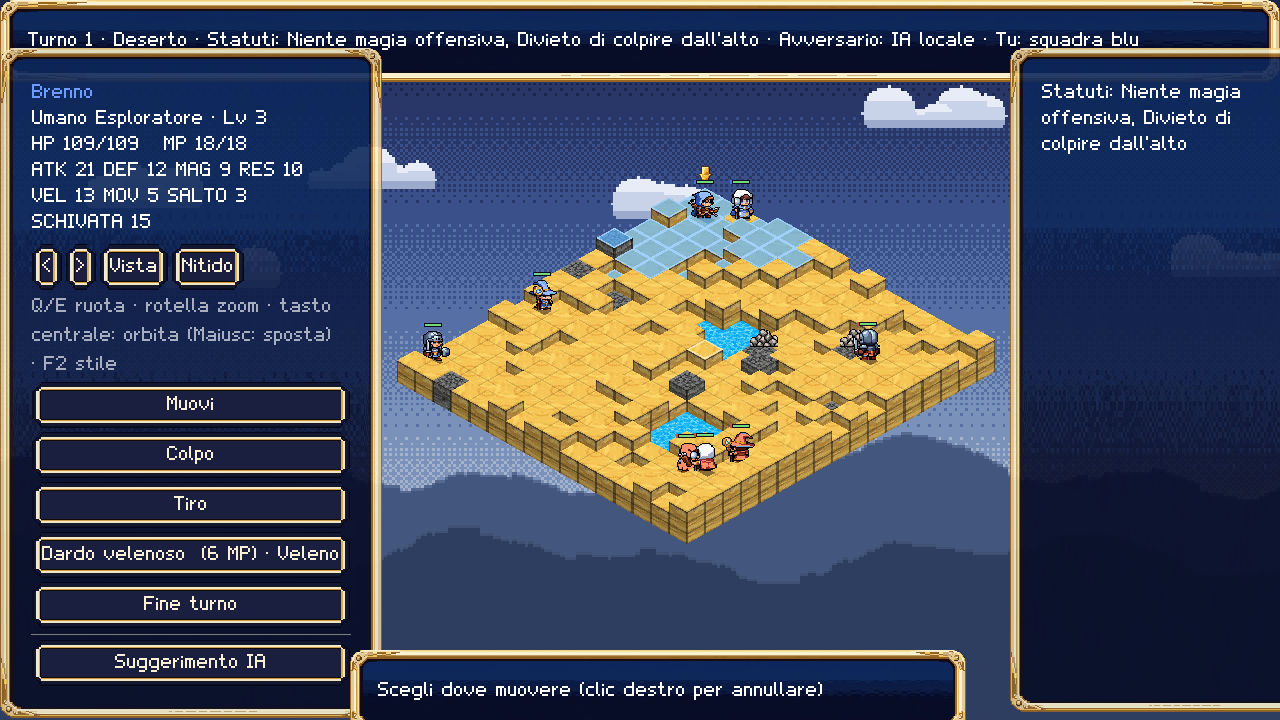 Turno 1 · Deserto · Statuti: Niente magia offensiva, Divieto di colpire dall'alto · Avversario: IA locale · Tu: squadra blu
Brenno
Umano Esploratore · Lv 3
HP 109/109 MP 18/18
ATK 21 DEF 12 MAG 9 RES 10
VEL 13 MOV 5 SALTO 3
SCHIVATA 15
< > Vista Nitido
Q/E ruota · rotella zoom · tasto
centrale: orbita (Maiusc: sposta)
· F2 stile
Muovi
Colpo
Tiro
Dardo velenoso (6 MP) · Veleno
Fine turno
Suggerimento IA
Scegli dove muovere (clic destro per annullare)
Statuti: Niente magia
offensiva, Divieto di
colpire dall'alto